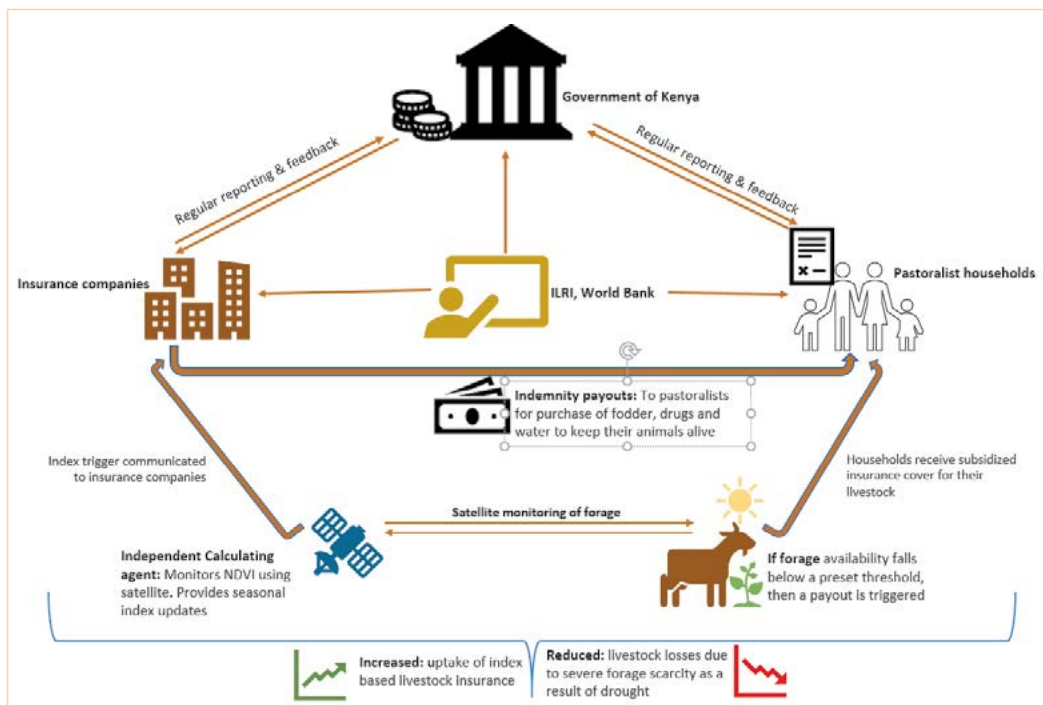 Government of Kenya
Regular reporting & feedback
Regular reporting & feedback
Insurance companies
ILRI, World Bank
Pastoralist households
Indemnity payouts: To pastoralists
for purchase of fodder, drugs and
water to keep their animals alive
Index trigger communicated
to insurance companies
Households receive subsidized
insurance cover for their
livestock
Satellite monitoring of forage
Independent Calculating
agent: Monitors NDVI using
satellite. Provides seasonal
index updates
If forage availability falls
below a preset threshold,
then a payout is triggered
Increased: uptake of index
based livestock insurance
Reduced: livestock losses due
to severe forage scarcity as a
result of drought